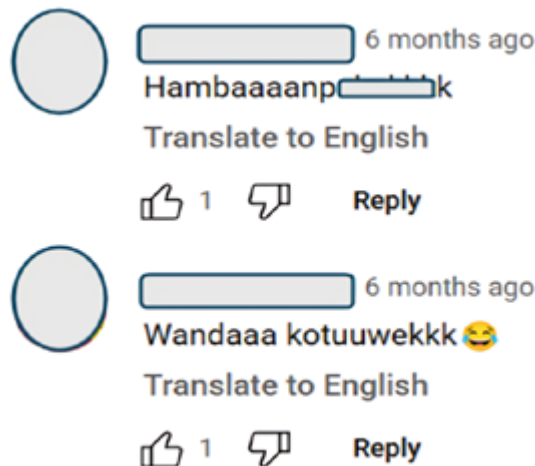 6 months ago
Translate to English
1 Reply
6 months ago
Wandaaa kotuuwekkk😂
Translate to English
1 Reply